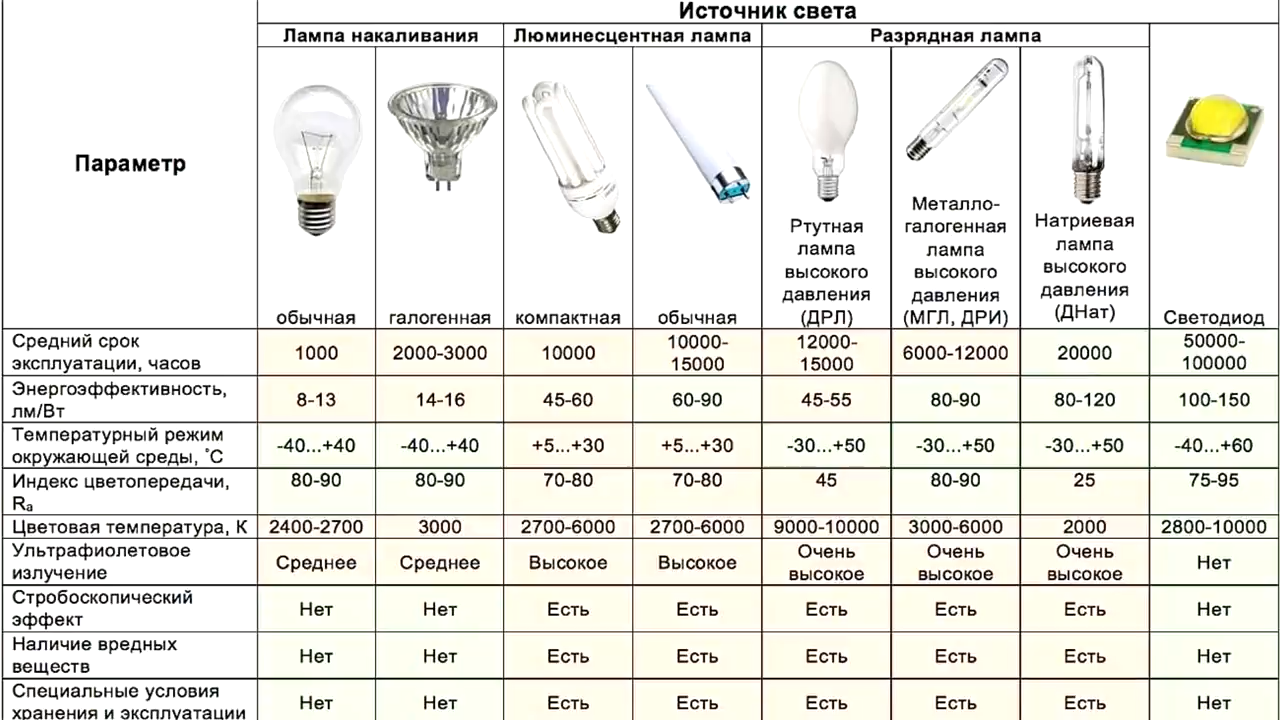 Источник света
Лампа накаливания Люминесцентная лампа Разрядная лампа
Параметр
обычная
галогенная
компактная
обычная
Ртутная
лампа
высокого
давления
(ДРЛ)
Металло-
галогенная
лампа
высокого
давления
(МГЛ, ДРИ)
Натриевая
лампа
высокого
давления
(ДНат)
Светодиод
Средний срок
эксплуатации, часов
1000
2000-3000
10000
10000-
15000
12000-
15000
6000-12000
20000
50000-
100000
Энергоэффективность,
лм/Вт
8-13
14-16
45-60
60-90
45-55
80-90
80-120
100-150
Температурный режим
окружающей среды, ˚С
-40...+40
-40...+40
+5...+30
+5...+30
-30...+50
-30...+50
-30...+50
-40...+60
Индекс цветопередачи,
Rₐ
80-90
80-90
70-80
70-80
45
80-90
25
75-95
Цветовая температура, К
2400-2700
3000
2700-6000
2700-6000
9000-10000
3000-6000
2000
2800-10000
Ультрафиолетовое
излучение
Среднее
Среднее
Высокое
Высокое
Очень
высокое
Очень
высокое
Очень
высокое
Нет
Стробоскопический
эффект
Нет
Нет
Есть
Есть
Есть
Есть
Есть
Нет
Наличие вредных
веществ
Нет
Нет
Есть
Есть
Есть
Есть
Есть
Нет
Специальные условия
хранения и эксплуатации
Нет
Нет
Есть
Есть
Есть
Есть
Есть
Нет